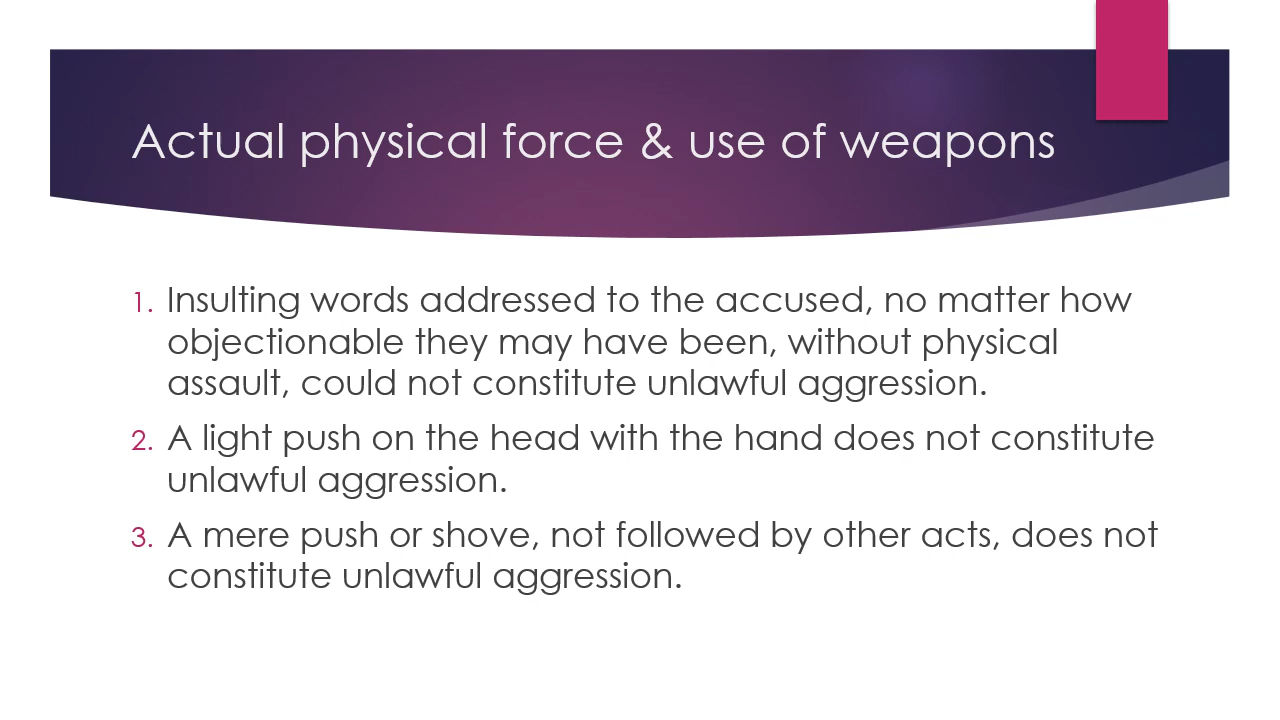 Actual physical force & use of weapons
1. Insulting words addressed to the accused, no matter how
objectionable they may have been, without physical
assault, could not constitute unlawful aggression.
2. A light push on the head with the hand does not constitute
unlawful aggression.
3. A mere push or shove, not followed by other acts, does not
constitute unlawful aggression.